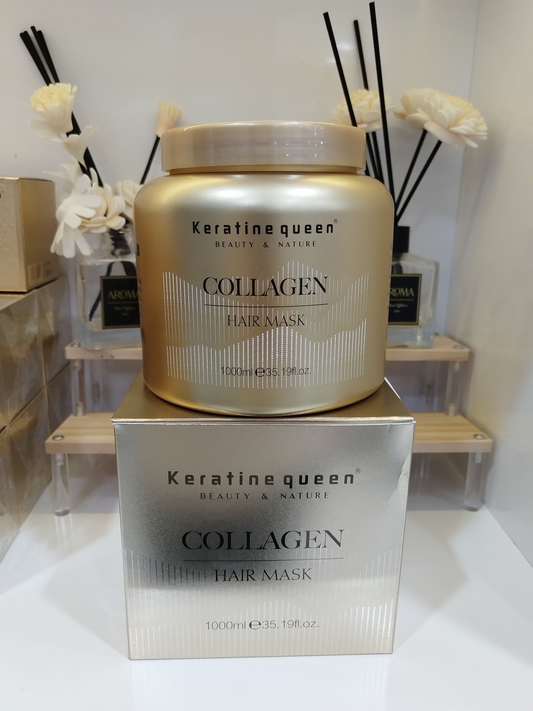 Keratine queen®
BEAUTY & NATURE
COLLAGEN
HAIR MASK
1000ml ℮35.19fl.oz.
AROMA
AROMA
Keratine queen®
BEAUTY & NATURE
COLLAGEN
HAIR MASK
1000ml ℮35.19fl.oz.